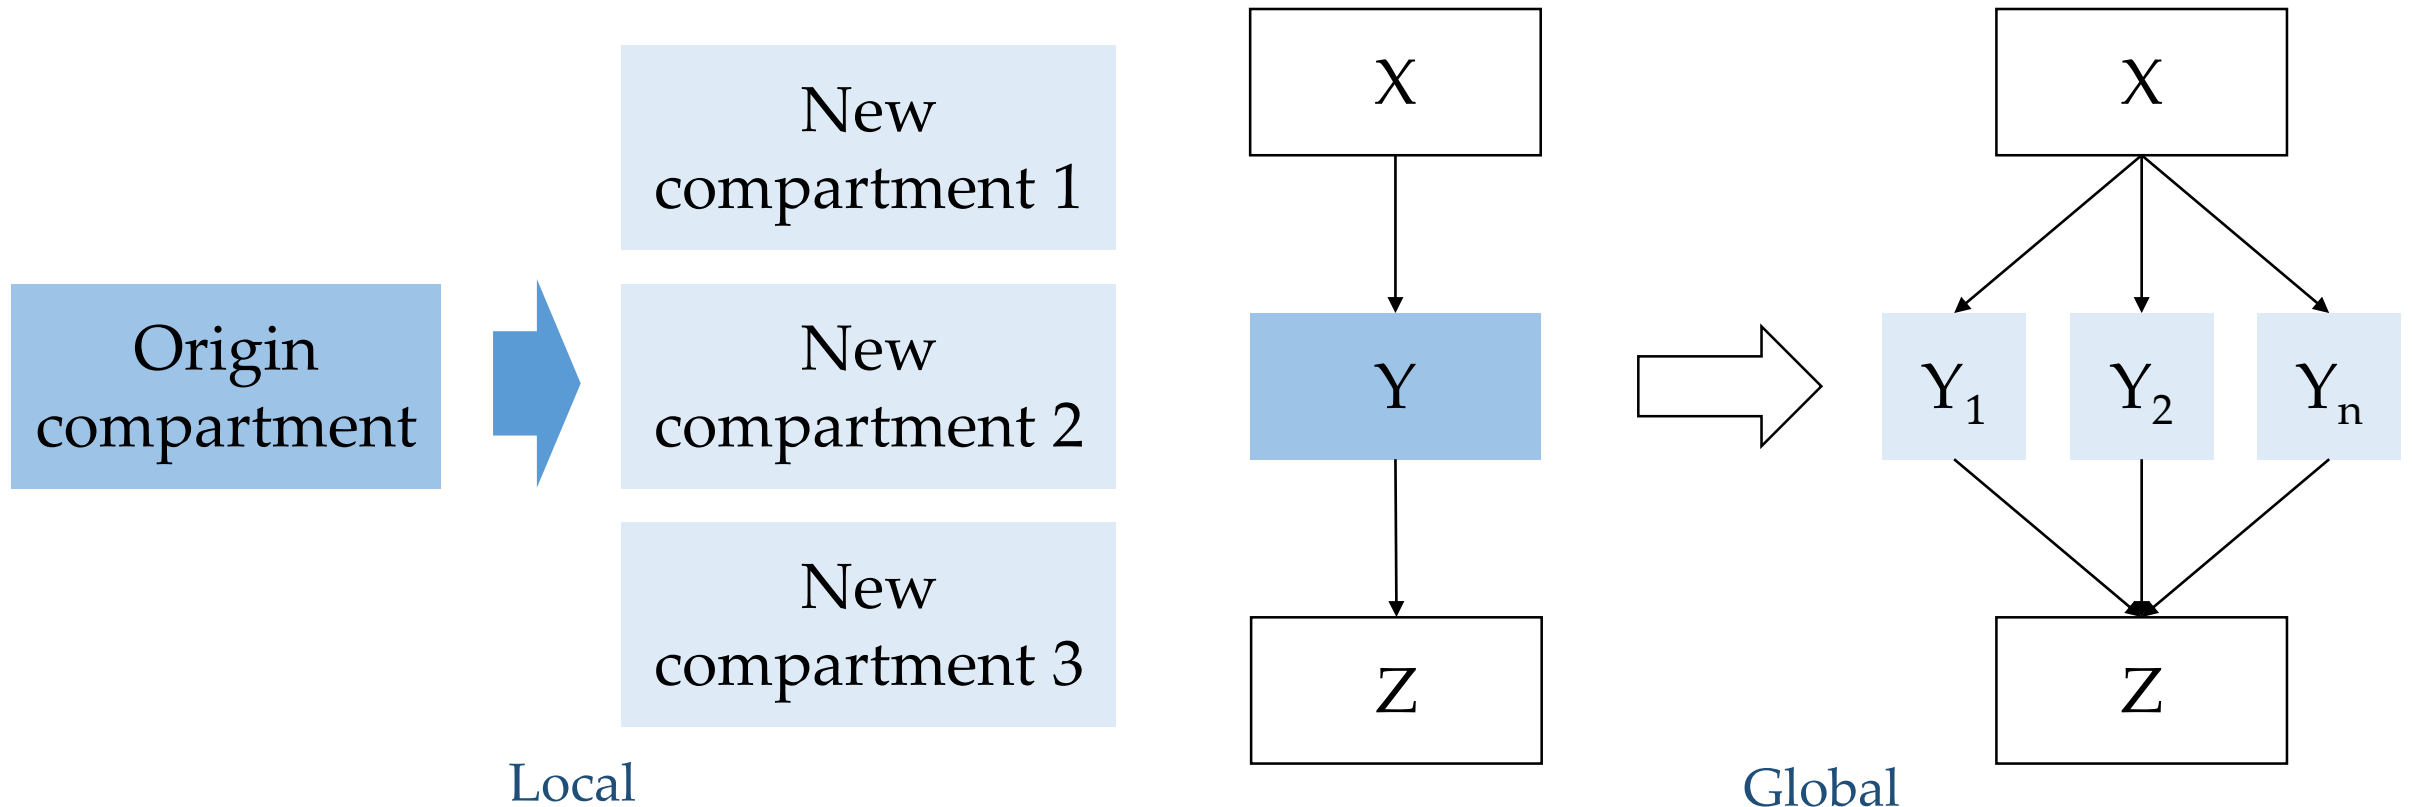 Origin
compartment
New
compartment 1
New
compartment 2
New
compartment 3
Local
X
Y
Z
X
Y₁ Y₂ Yₙ
Z
Global